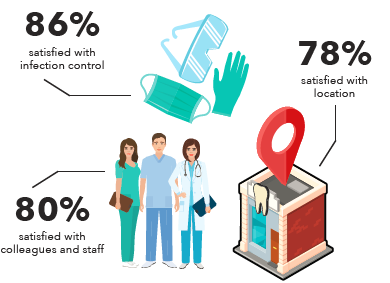 86%
satisfied with
infection control
78%
satisfied with
location
80%
satisfied with
colleagues and staff